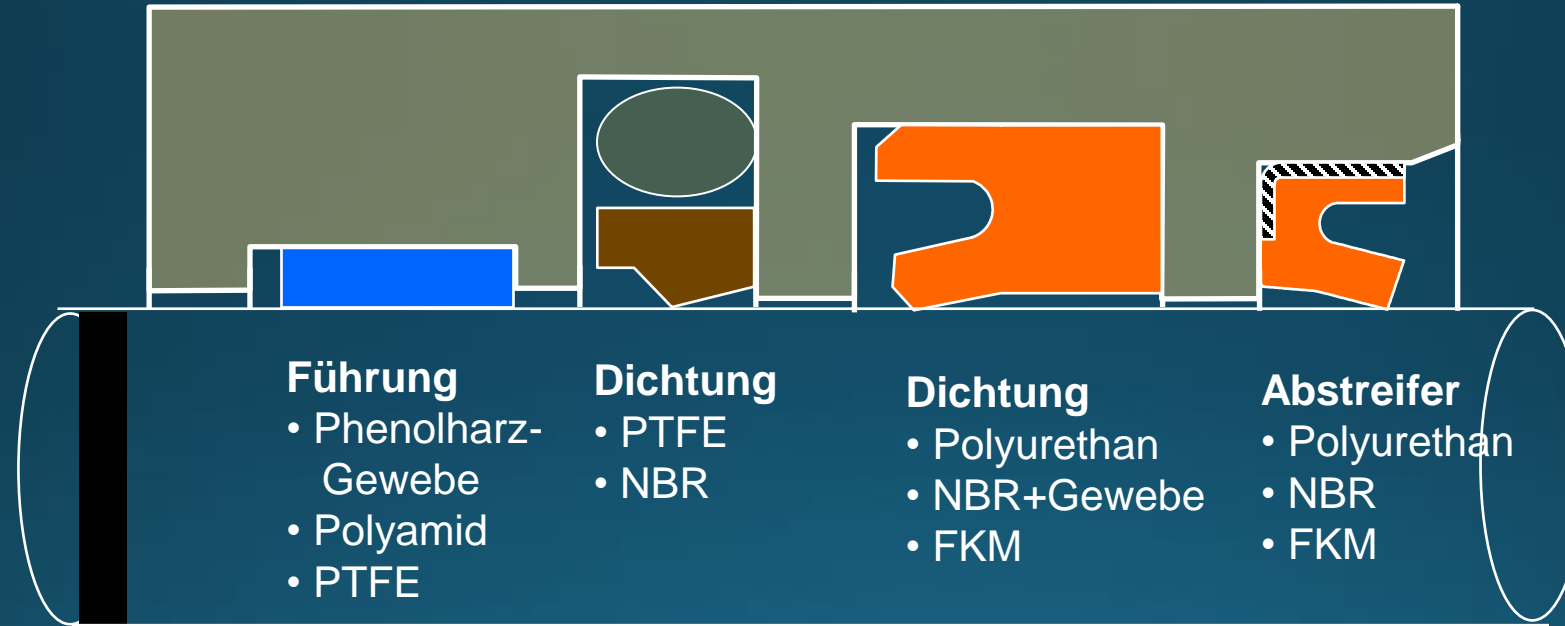 Führung
• Phenolharz-
Gewebe
• Polyamid
• PTFE
Dichtung
• PTFE
• NBR
Dichtung
• Polyurethan
• NBR+Gewebe
• FKM
Abstreifer
• Polyurethan
• NBR
• FKM